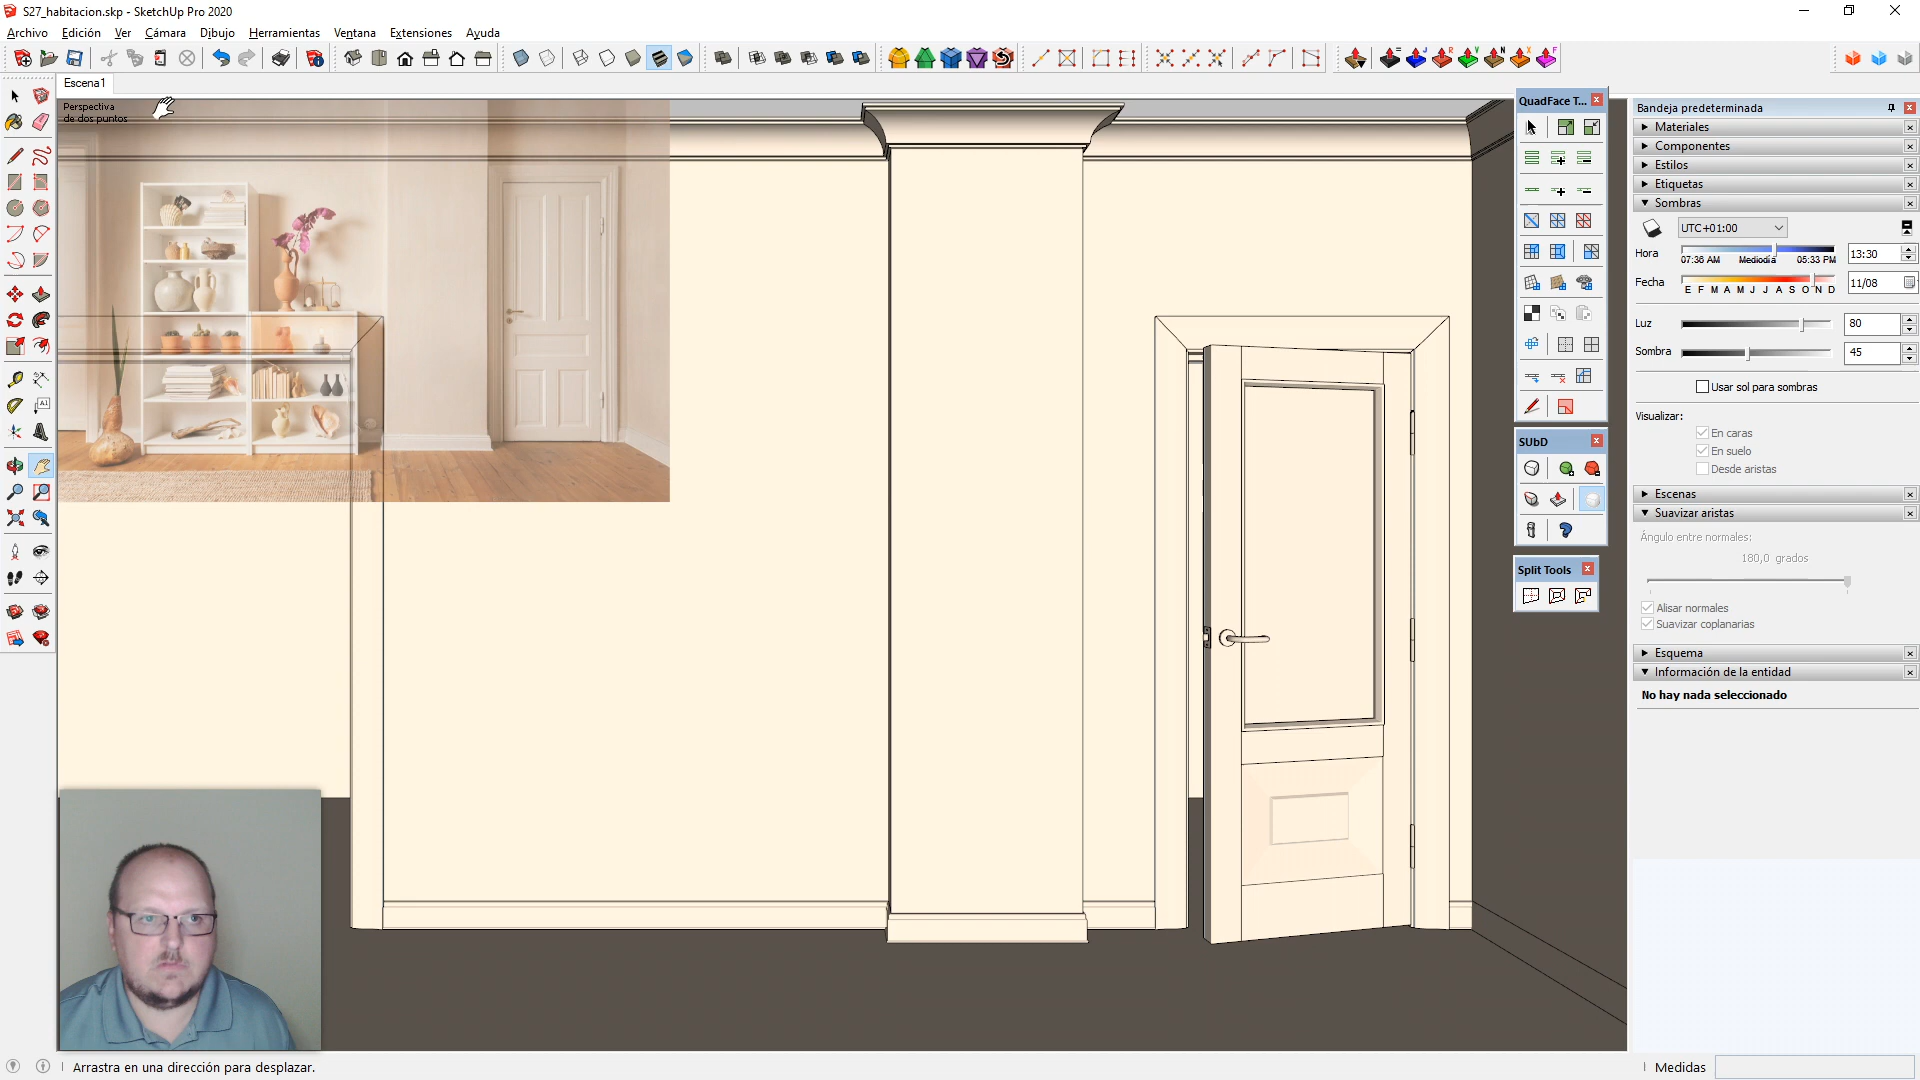 S27_habitacion.skp - SketchUp Pro 2020
Archivo Edición Ver Cámara Dibujo Herramientas Ventana Extensiones Ayuda
Escena1
Perspectiva
de dos puntos
QuadFace T...
SUbD
Split Tools
Bandeja predeterminada
Materiales
Componentes
Estilos
Etiquetas
Sombras
UTC+01:00
Hora
07:36 AM Mediodía 05:33 PM
13:30
Fecha
E F M A M J J A S O N D
11/08
Luz
80
Sombra
45
Usar sol para sombras
Visualizar:
En caras
En suelo
Desde aristas
Escenas
Suavizar aristas
Ángulo entre normales:
180,0 grados
Alisar normales
Suavizar coplanarias
Esquema
Información de la entidad
No hay nada seleccionado
Arrastra en una dirección para desplazar.
Medidas